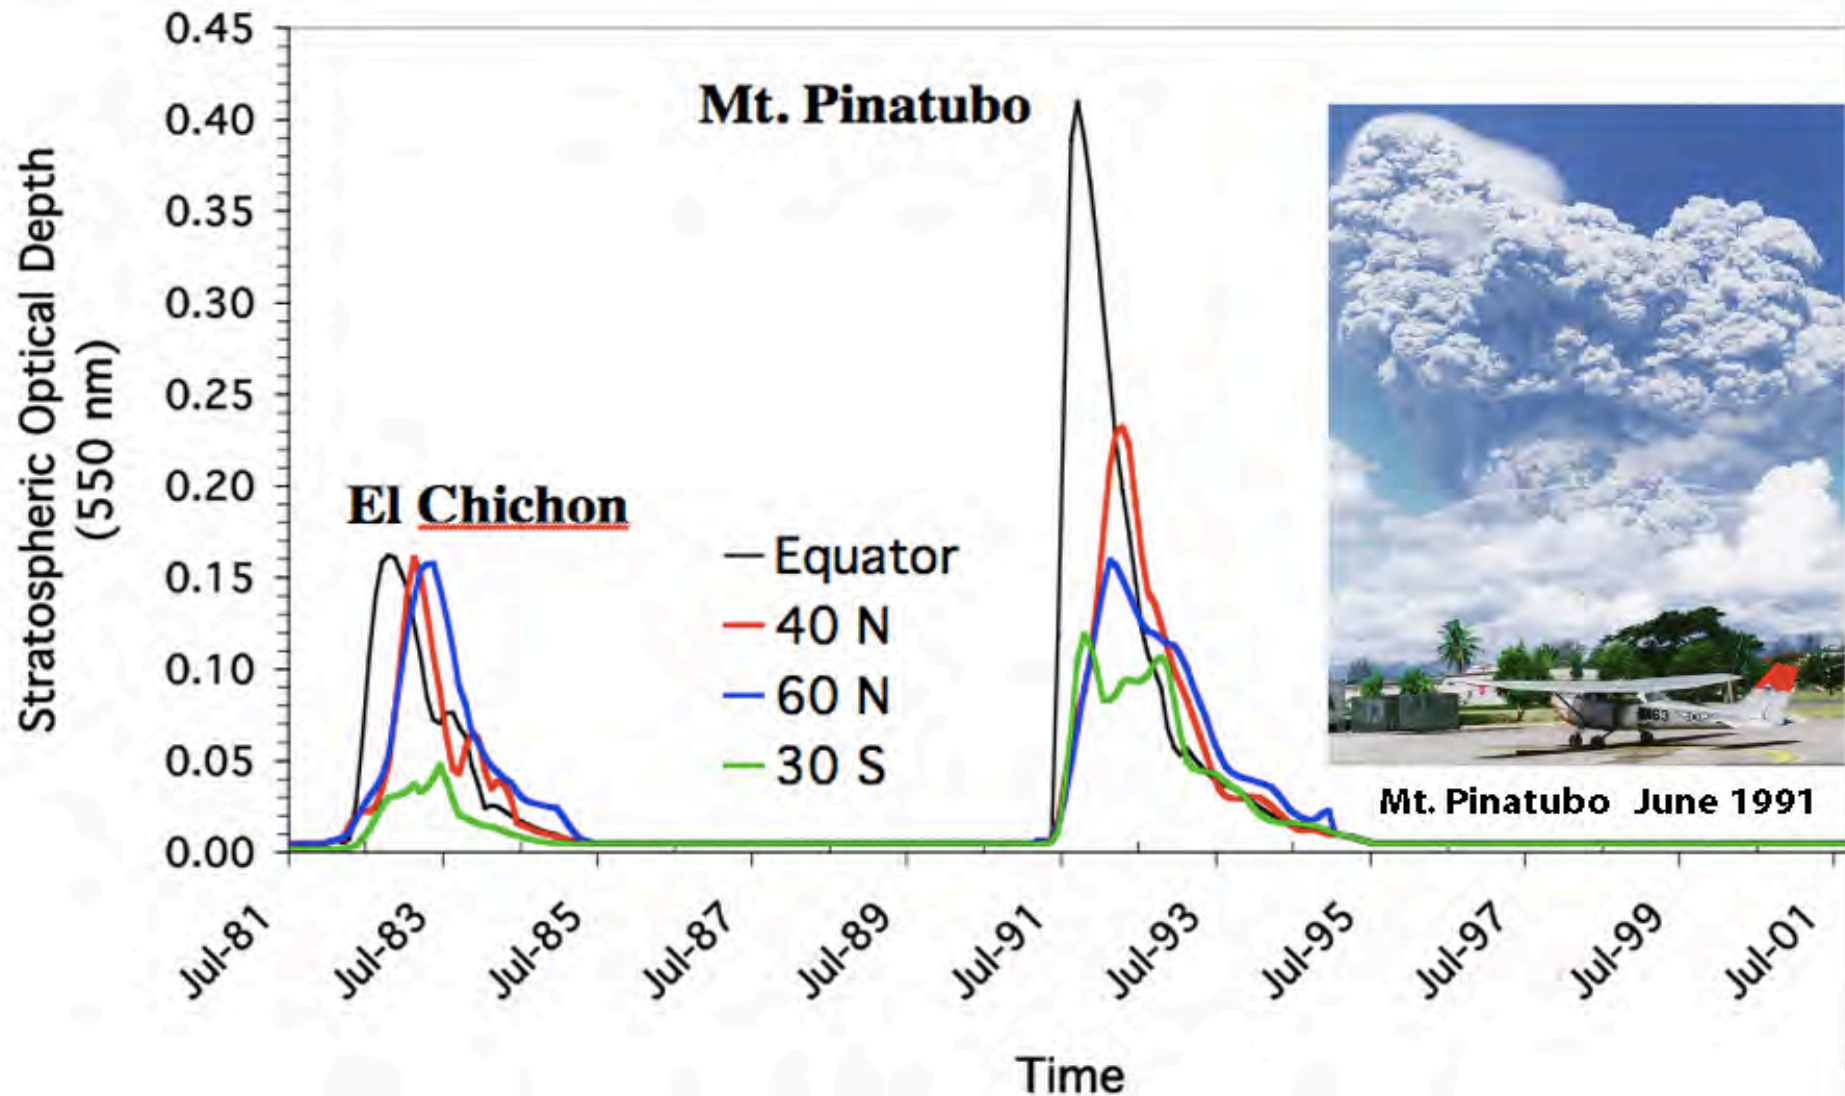 Stratospheric Optical Depth
(550 nm)
0.45
0.40
0.35
0.30
0.25
0.20
0.15
0.10
0.05
0.00
Mt. Pinatubo
El Chichon
Equator
40 N
60 N
30 S
Mt. Pinatubo June 1991
Jul-81
Jul-83
Jul-85
Jul-87
Jul-89
Jul-91
Jul-93
Jul-95
Jul-97
Jul-99
Jul-01
Time